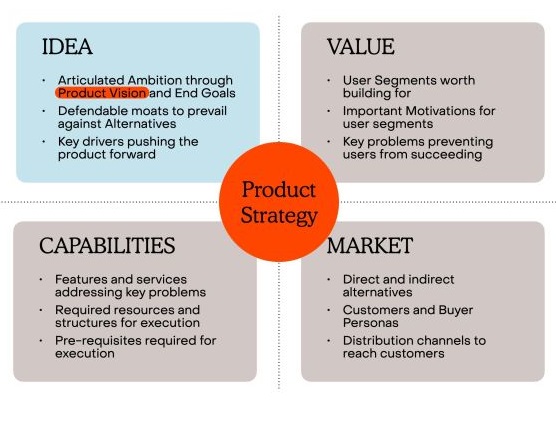 IDEA
• Articulated Ambition through
Product Vision and End Goals
• Defendable moats to prevail
against Alternatives
• Key drivers pushing the
product forward
VALUE
• User Segments worth
building for
• Important Motivations for
user segments
• Key problems preventing
users from succeeding
Product
Strategy
CAPABILITIES
• Features and services
addressing key problems
• Required resources and
structures for execution
• Pre-requisites required for
execution
MARKET
• Direct and indirect
alternatives
• Customers and Buyer
Personas
• Distribution channels to
reach customers